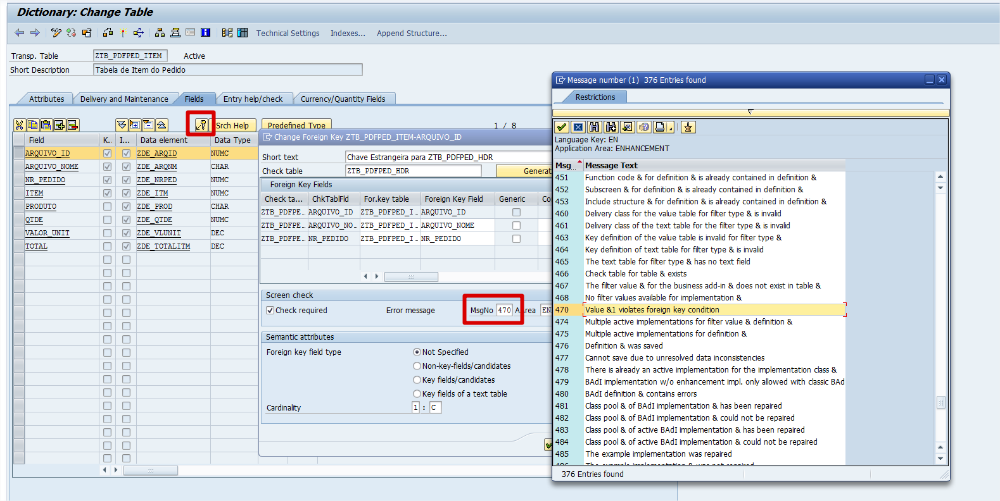 Dictionary: Change Table
Technical Settings Indexes... Append Structure...
Transp. Table ZTB_PDFPED_ITEM Active
Short Description Tabela de Item do Pedido
Attributes Delivery and Maintenance Fields Entry help/check Currency/Quantity Fields
Srch Help Predefined Type 1 / 8
Field K.. I... Data element Data Type
ARQUIVO_ID ZDE_ARQID NUMC
ARQUIVO_NOME ZDE_ARQNM CHAR
NR_PEDIDO ZDE_NRPED NUMC
ITEM ZDE_ITM NUMC
PRODUTO ZDE_PROD CHAR
QTDE ZDE_QTDE NUMC
VALOR_UNIT ZDE_VLUNIT DEC
TOTAL ZDE_TOTALITM DEC
Change Foreign Key ZTB_PDFPED_ITEM-ARQUIVO_ID
Short text Chave Estrangeira para ZTB_PDFPED_HDR
Check table ZTB_PDFPED_HDR Generat
Foreign Key Fields
Check ta... ChkTablFld For.key table Foreign Key Field Generic Co
ZTB_PDFPE... ARQUIVO_ID ZTB_PDFPED_I... ARQUIVO_ID
ZTB_PDFPE... ARQUIVO_NO... ZTB_PDFPED_I... ARQUIVO_NOME
ZTB_PDFPE... NR_PEDIDO ZTB_PDFPED_I... NR_PEDIDO
Screen check
Check required Error message MsgNo 470 AArea EN
Semantic attributes
Foreign key field type Not Specified
Non-key-fields/candidates
Key fields/candidates
Key fields of a text table
Cardinality 1 : C
Message number (1) 376 Entries found
Restrictions
Language Key: EN
Application Area: ENHANCEMENT
Msg... Message Text
451 Function code & for definition & is already contained in definition &
452 Subscreen & for definition & is already contained in definition &
453 Include structure & for definition & is already contained in definition &
460 Delivery class for the value table for filter type & is invalid
461 Delivery class of the text table for the filter type & is invalid
463 Key definition of the value table is invalid for filter type &
464 Key definition of text table for filter type & is invalid
465 The text table for filter type & has no text field
466 Check table for table & exists
467 The filter value & for the business add-in & does not exist in table &
468 No filter values available for implementation &
470 Value &1 violates foreign key condition
474 Multiple active implementations for filter value & definition &
475 Multiple active implementations for definition &
476 Definition & was saved
477 Cannot save due to unresolved data inconsistencies
478 There is already an active implementation for the implementation class &
479 BAdI implementation w/o enhancement impl. only allowed with classic BAd
480 BAdI definition & contains errors
481 Class pool & of BAdI implementation & has been repaired
482 Class pool & of BAdI implementation & could not be repaired
483 Class pool & of active BAdI implementation & has been repaired
484 Class pool & of active BAdI implementation & could not be repaired
485 The example implementation was repaired
376 Entries found